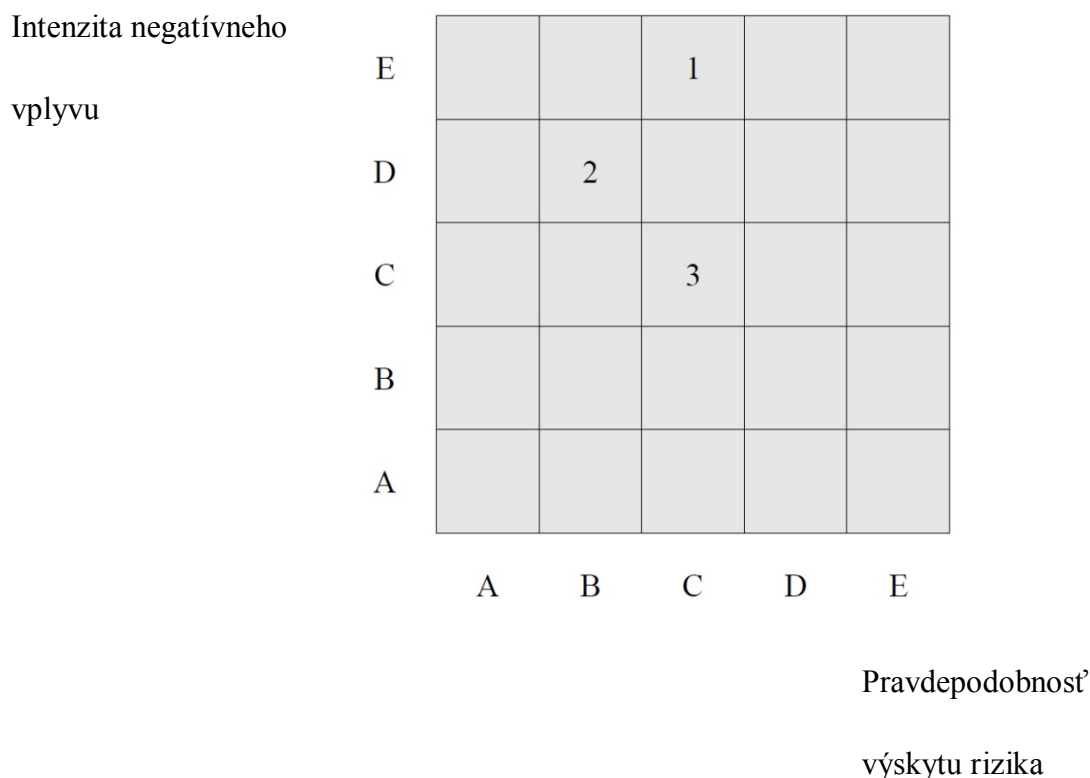 Intenzita negatívneho
vplyvu
E 1
D 2
C 3
B
A
A B C D E
Pravdepodobnosť
výskytu rizika